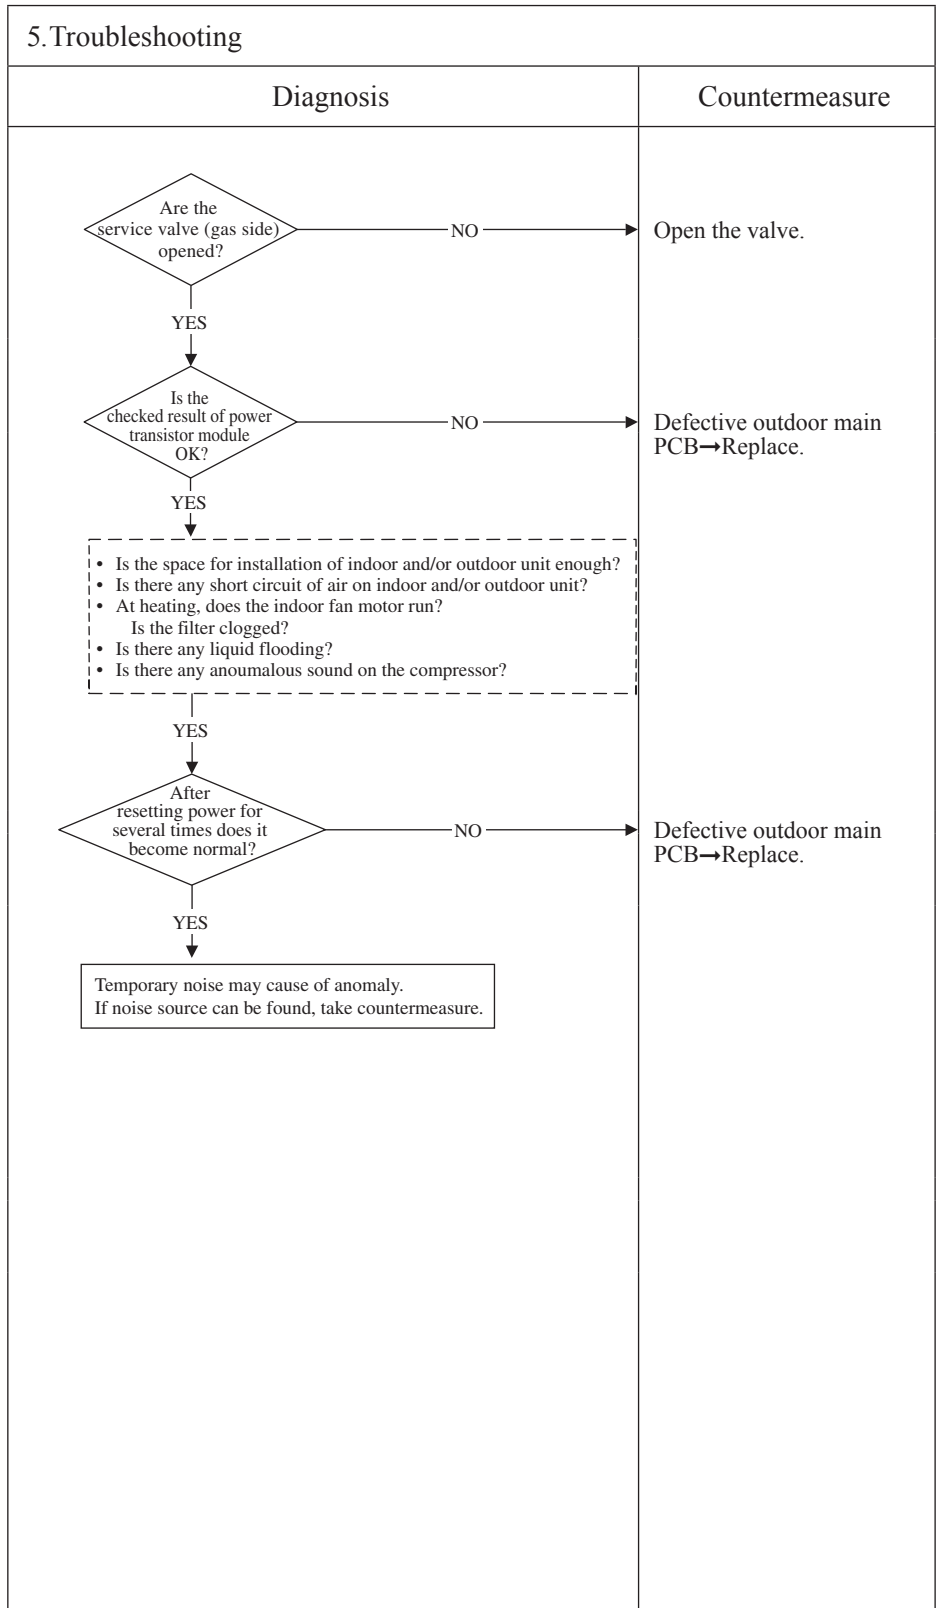 5.Troubleshooting
Diagnosis
Countermeasure
Are the
service valve (gas side)
opened?
NO
Open the valve.
YES
Is the
checked result of power
transistor module
OK?
NO
Defective outdoor main
PCB→Replace.
YES
• Is the space for installation of indoor and/or outdoor unit enough?
• Is there any short circuit of air on indoor and/or outdoor unit?
• At heating, does the indoor fan motor run?
Is the filter clogged?
• Is there any liquid flooding?
• Is there any anoumalous sound on the compressor?
YES
After
resetting power for
several times does it
become normal?
NO
Defective outdoor main
PCB→Replace.
YES
Temporary noise may cause of anomaly.
If noise source can be found, take countermeasure.